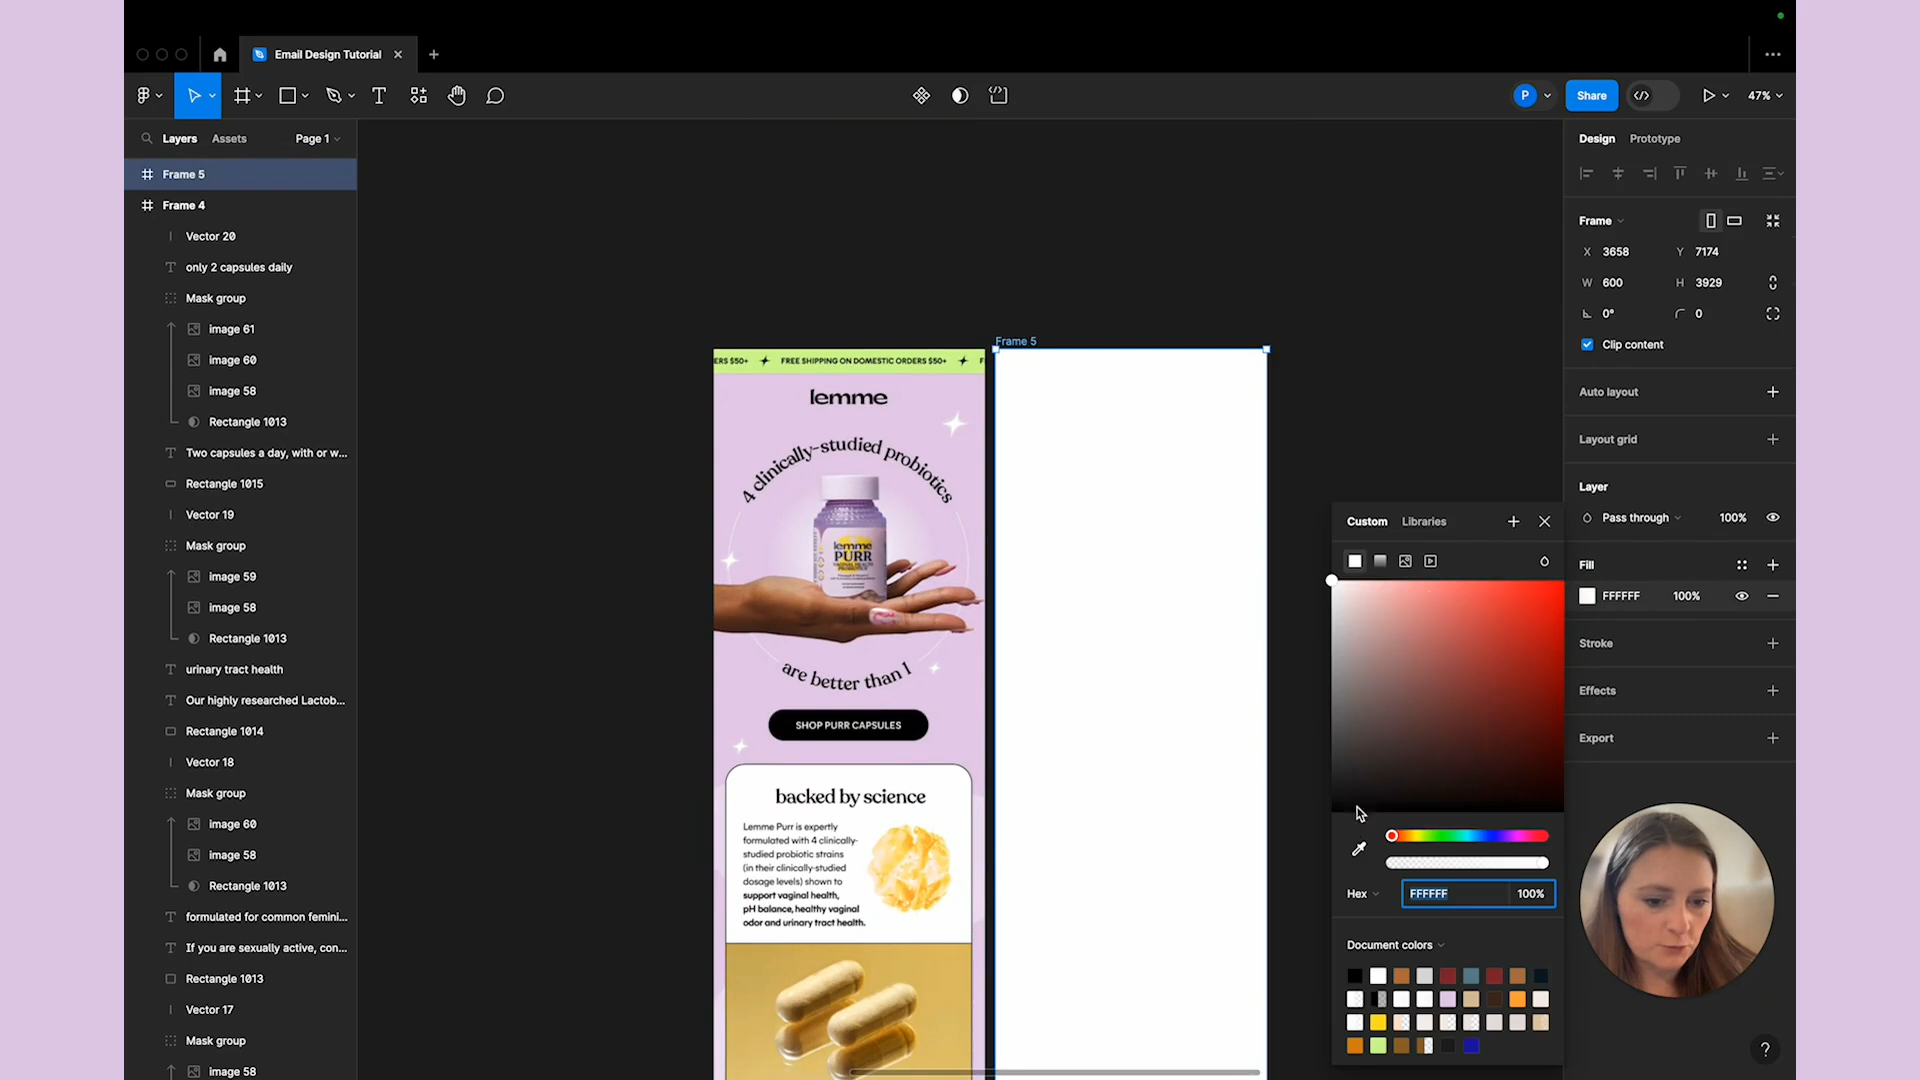 Email Design Tutorial
P
Share
47%
Layers
Assets
Page 1
Design
Prototype
Frame 5
Frame 4
Vector 20
only 2 capsules daily
Mask group
image 61
image 60
image 58
Rectangle 1013
Two capsules a day, with or w...
Rectangle 1015
Vector 19
Mask group
image 59
image 58
Rectangle 1013
urinary tract health
Our highly researched Lactob...
Rectangle 1014
Vector 18
Mask group
image 60
image 58
Rectangle 1013
formulated for common femini...
If you are sexually active, con...
Rectangle 1013
Vector 17
Mask group
image 58
Frame 5
ERS $50+
FREE SHIPPING ON DOMESTIC ORDERS $50+
F
lemme
4 clinically-studied probiotics
lemme
PURR
are better than 1
SHOP PURR CAPSULES
backed by science
Lemme Purr is expertly
formulated with 4 clinically-
studied probiotic strains
(in their clinically-studied
dosage levels) shown to
support vaginal health,
pH balance, healthy vaginal
odor and urinary tract health.
Custom
Libraries
Hex
FFFFFF
100%
Document colors
Frame
X 3658
Y 7174
W 600
H 3929
0°
0
Clip content
Auto layout
Layout grid
Layer
Pass through
100%
Fill
FFFFFF
100%
Stroke
Effects
Export
?